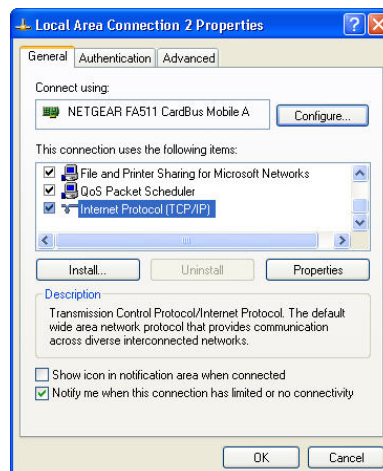 Local Area Connection 2 Properties
General Authentication Advanced
Connect using:
NETGEAR FA511 CardBus Mobile A Configure...
This connection uses the following items:
File and Printer Sharing for Microsoft Networks
QoS Packet Scheduler
Internet Protocol (TCP/IP)
Install... Uninstall Properties
Description
Transmission Control Protocol/Internet Protocol. The default
wide area network protocol that provides communication
across diverse interconnected networks.
Show icon in notification area when connected
Notify me when this connection has limited or no connectivity
OK Cancel